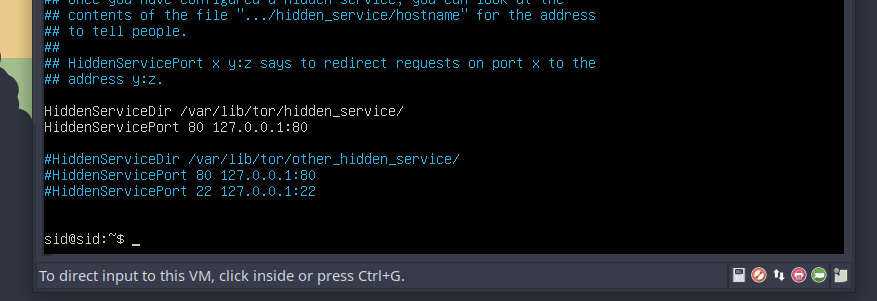 ## Once you have configured a hidden service, you can look at the
## contents of the file ".../hidden_service/hostname" for the address
## to tell people.
##
## HiddenServicePort x y:z says to redirect requests on port x to the
## address y:z.
HiddenServiceDir /var/lib/tor/hidden_service/
HiddenServicePort 80 127.0.0.1:80
#HiddenServiceDir /var/lib/tor/other_hidden_service/
#HiddenServicePort 80 127.0.0.1:80
#HiddenServicePort 22 127.0.0.1:22
sid@sid:~$ _
To direct input to this VM, click inside or press Ctrl+G.